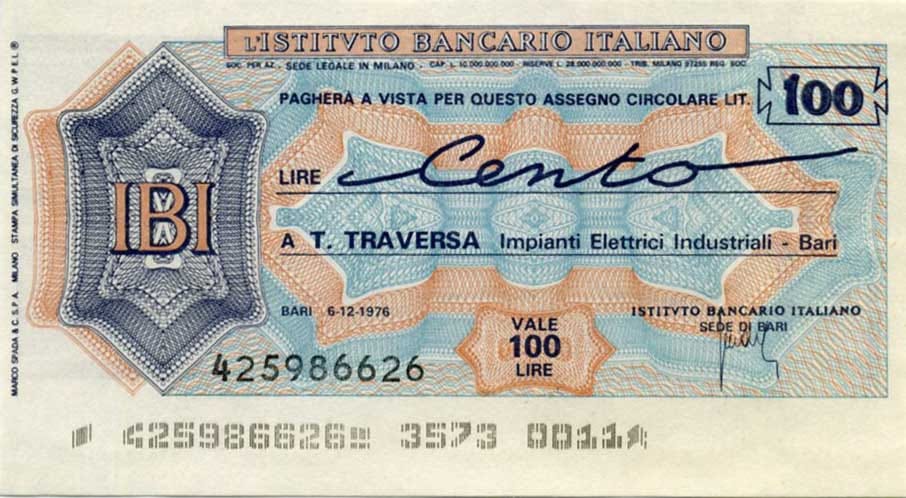 L'ISTITVTO BANCARIO ITALIANO
SOC. PER AZ. - SEDE LEGALE IN MILANO - CAP. L. 10.000.000.000 - RISERVE L. 28.000.000.000 - TRIB. MILANO 97255 REG. SOC.
PAGHERÀ A VISTA PER QUESTO ASSEGNO CIRCOLARE LIT. 100
LIRE Cento
IBI
A T. TRAVERSA Impianti Elettrici Industriali - Bari
BARI 6-12-1976
ISTITVTO BANCARIO ITALIANO
SEDE DI BARI
VALE
100
LIRE
425986626
425986626 3573 0011
MARCO SPADA & C. S.P.A. MILANO STAMPA SIMULTANEA DI SICUREZZA G.W.P.E.L.®